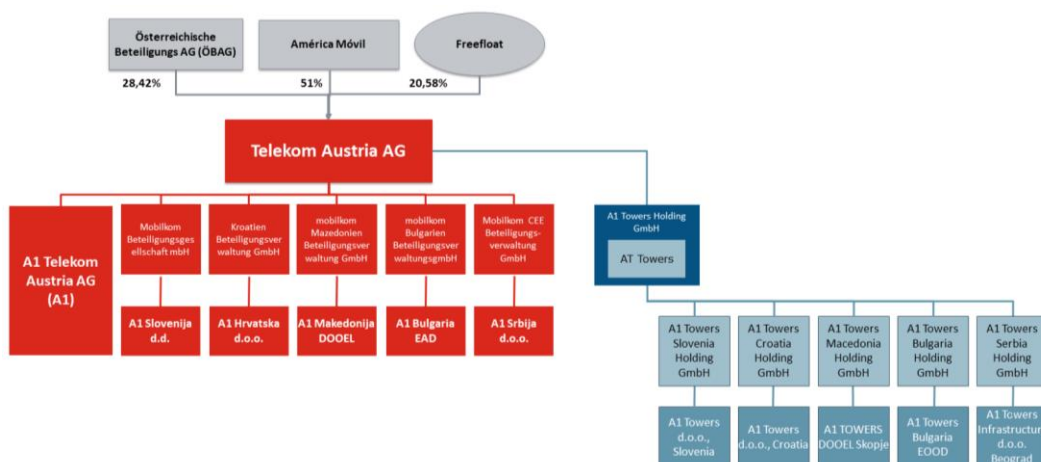 Österreichische
Beteiligungs AG (ÖBAG)
América Móvil
Freefloat
28,42%
51%
20,58%
Telekom Austria AG
A1 Telekom
Austria AG
(A1)
Mobilkom
Beteiligungsges
ellschaft mbH
Kroatien
Beteiligungsver
waltung GmbH
mobilkom
Mazedonien
Beteiligungsver
waltung GmbH
mobilkom
Bulgarien
Beteiligungsver
waltungsgmbH
Mobilkom CEE
Beteiligungs-
verwaltung
GmbH
A1 Slovenija
d.d.
A1 Hrvatska
d.o.o.
A1 Makedonija
DOOEL
A1 Bulgaria
EAD
A1 Srbija
d.o.o.
A1 Towers Holding
GmbH
AT Towers
A1 Towers
Slovenia
Holding
GmbH
A1 Towers
Croatia
Holding
GmbH
A1 Towers
Macedonia
Holding
GmbH
A1 Towers
Bulgaria
Holding
GmbH
A1 Towers
Serbia
Holding
GmbH
A1 Towers
d.o.o.,
Slovenia
A1 Towers
d.o.o., Croatia
A1 TOWERS
DOOEL Skopje
A1 Towers
Bulgaria
EOOD
A1 Towers
Infrastructure
d.o.o.
Beograd